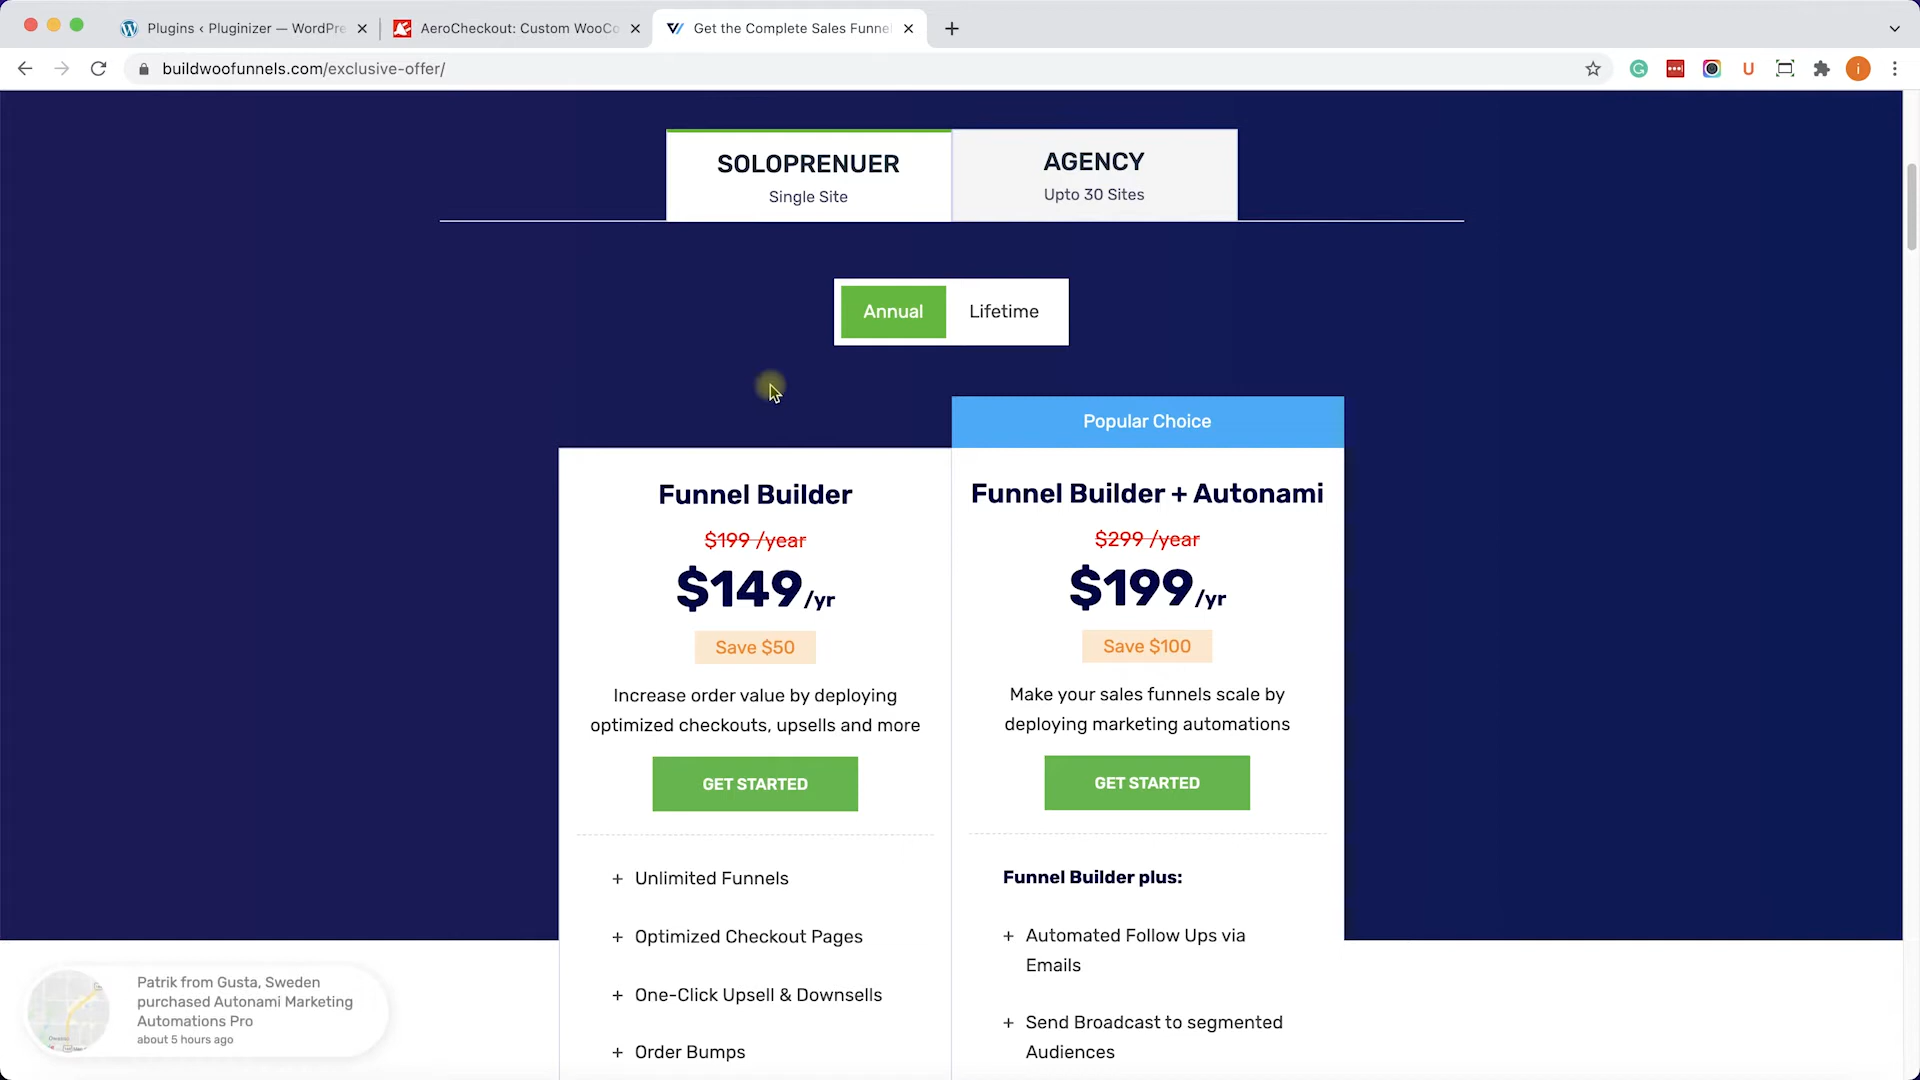 Plugins ‹ Pluginizer — WordPre
AeroCheckout: Custom WooCo
Get the Complete Sales Funne
buildwoofunnels.com/exclusive-offer/
SOLOPRENUER
Single Site
AGENCY
Upto 30 Sites
Annual
Lifetime
Popular Choice
Funnel Builder
$199 /year
$149/yr
Save $50
Increase order value by deploying
optimized checkouts, upsells and more
GET STARTED
+ Unlimited Funnels
+ Optimized Checkout Pages
+ One-Click Upsell & Downsells
+ Order Bumps
Funnel Builder + Autonami
$299 /year
$199/yr
Save $100
Make your sales funnels scale by
deploying marketing automations
GET STARTED
Funnel Builder plus:
+ Automated Follow Ups via
Emails
+ Send Broadcast to segmented
Audiences
Patrik from Gusta, Sweden
purchased Autonami Marketing
Automations Pro
about 5 hours ago